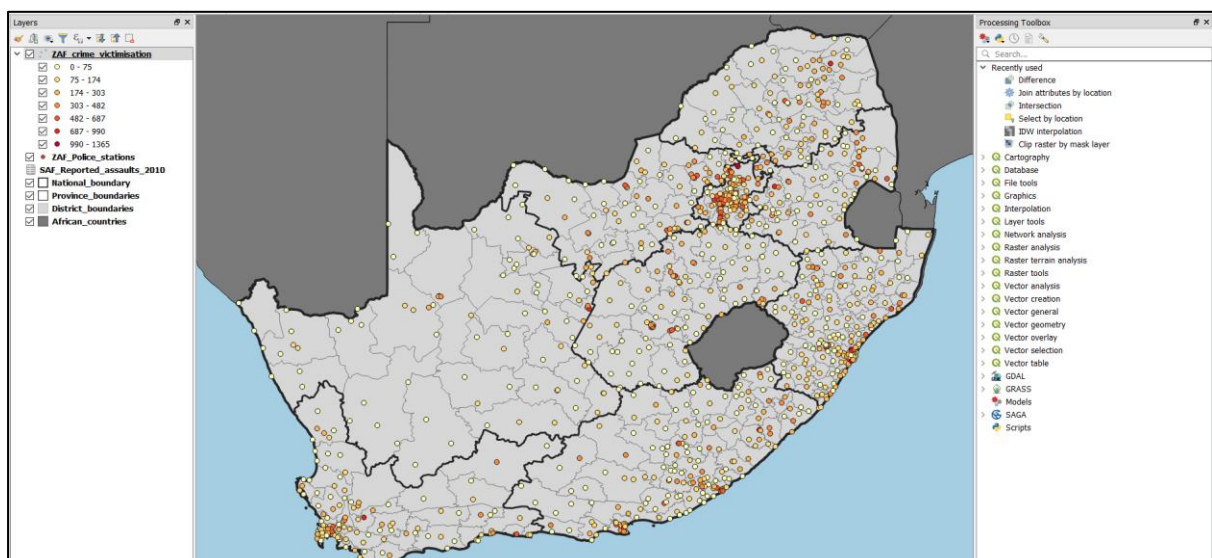 Layers
ZAF_crime_victimisation
0 - 75
75 - 174
174 - 303
303 - 482
482 - 687
687 - 990
990 - 1365
ZAF_Police_stations
SAF_Reported_assaults_2010
National_boundary
Province_boundaries
District_boundaries
African_countries
Processing Toolbox
Search...
Recently used
Difference
Join attributes by location
Intersection
Select by location
IDW interpolation
Clip raster by mask layer
Cartography
Database
File tools
Graphics
Interpolation
Layer tools
Network analysis
Raster analysis
Raster terrain analysis
Raster tools
Vector analysis
Vector creation
Vector general
Vector geometry
Vector overlay
Vector selection
Vector table
GDAL
GRASS
Models
SAGA
Scripts